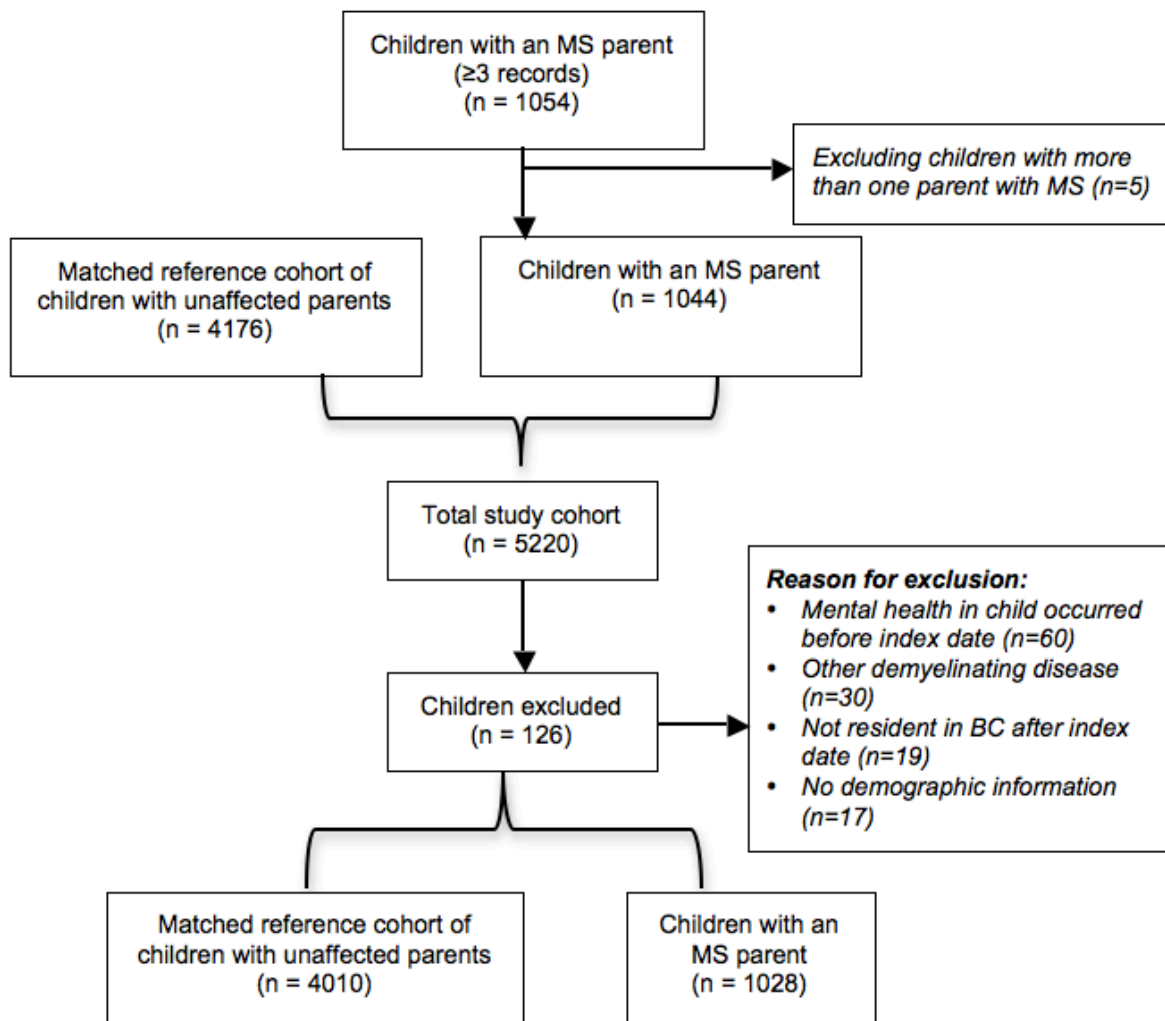 Children with an MS parent
(≥3 records)
(n = 1054)
Excluding children with more
than one parent with MS (n=5)
Matched reference cohort of
children with unaffected parents
(n = 4176)
Children with an MS parent
(n = 1044)
Total study cohort
(n = 5220)
Children excluded
(n = 126)
Reason for exclusion:
• Mental health in child occurred
before index date (n=60)
• Other demyelinating disease
(n=30)
• Not resident in BC after index
date (n=19)
• No demographic information
(n=17)
Matched reference cohort of
children with unaffected parents
(n = 4010)
Children with an
MS parent
(n = 1028)